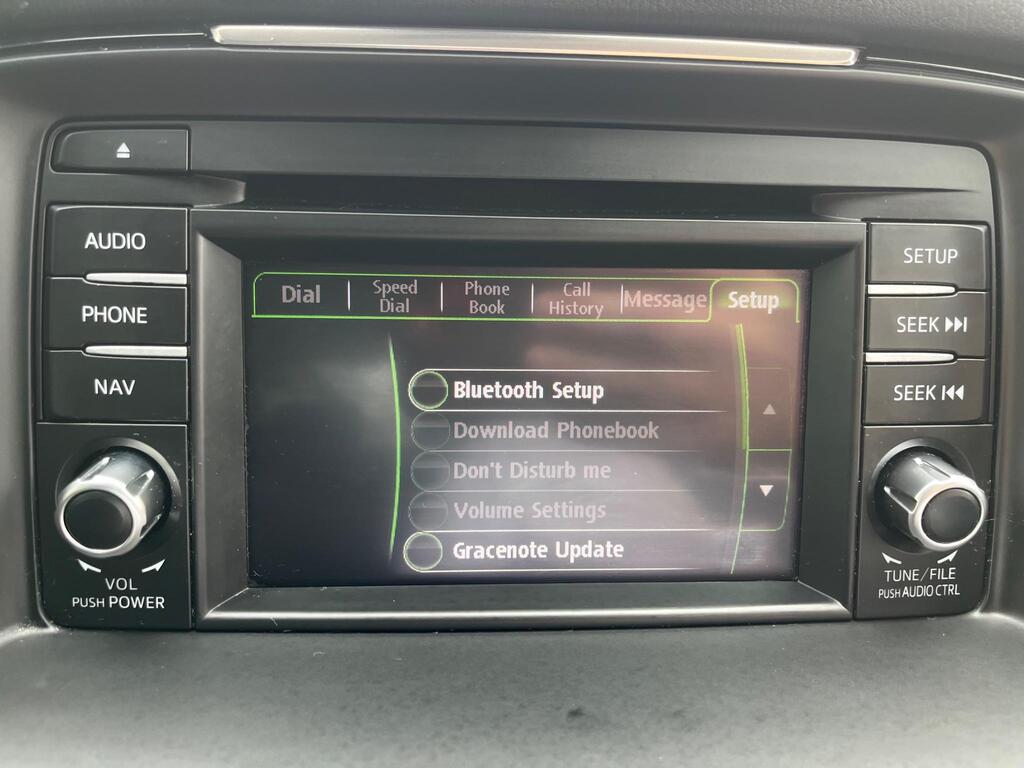 AUDIO
PHONE
NAV
VOL
PUSH POWER
Dial
Speed
Dial
Phone
Book
Call
History
Message
Setup
Bluetooth Setup
Download Phonebook
Don't Disturb me
Volume Settings
Gracenote Update
SETUP
SEEK
SEEK
TUNE/FILE
PUSH AUDIO CTRL